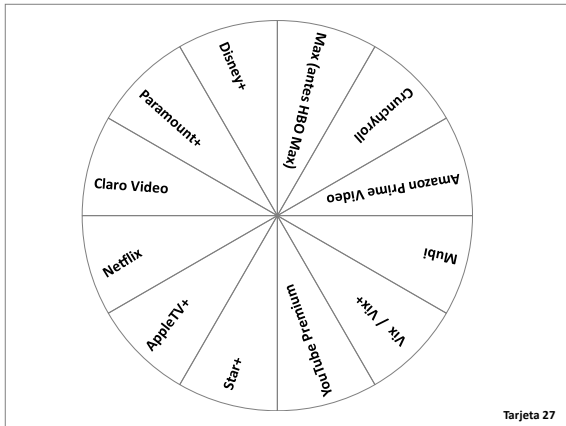 Disney+
Max (antes HBO Max)
Crunchyroll
Amazon Prime Video
Mubi
Vix / Vix+
YouTube Premium
Star+
AppleTV+
Netflix
Claro Video
Paramount+
Tarjeta 27